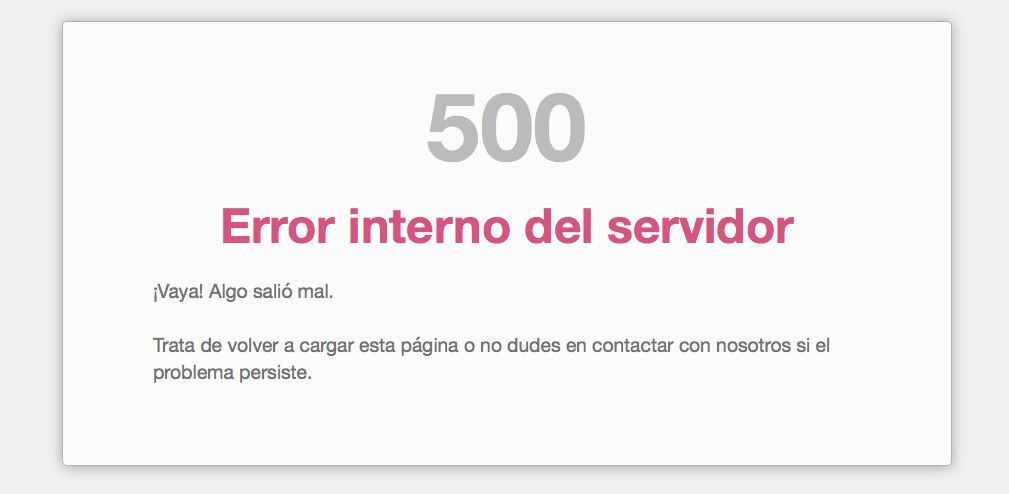 500
Error interno del servidor
¡Vaya! Algo salió mal.
Trata de volver a cargar esta página o no dudes en contactar con nosotros si el
problema persiste.